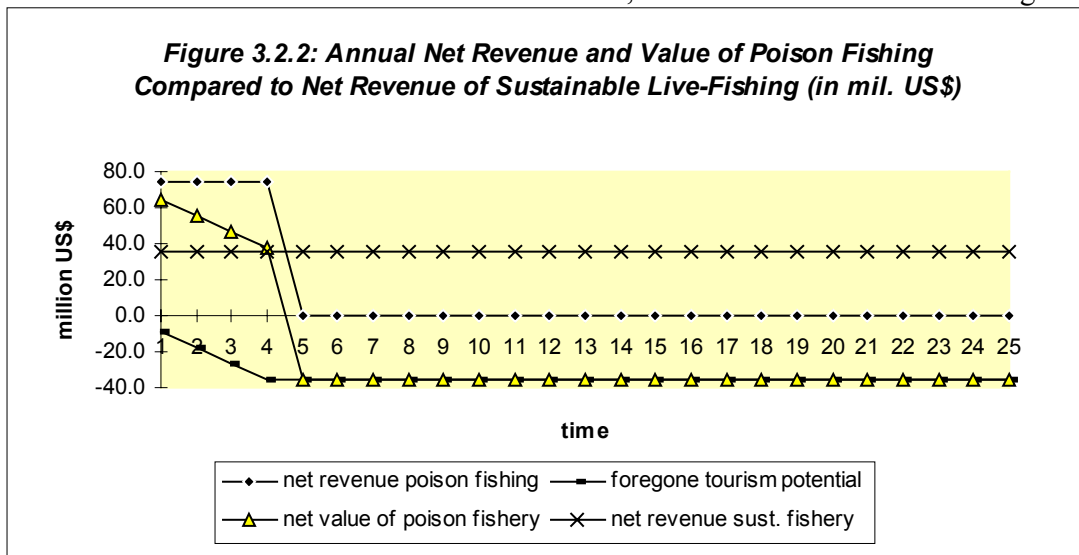 Figure 3.2.2: Annual Net Revenue and Value of Poison Fishing
Compared to Net Revenue of Sustainable Live-Fishing (in mil. US$)
80.0
60.0
40.0
20.0
0.0
-20.0
-40.0
million US$
1 2 3 4 5 6 7 8 9 10 11 12 13 14 15 16 17 18 19 20 21 22 23 24 25
time
net revenue poison fishing
foregone tourism potential
net value of poison fishery
net revenue sust. fishery